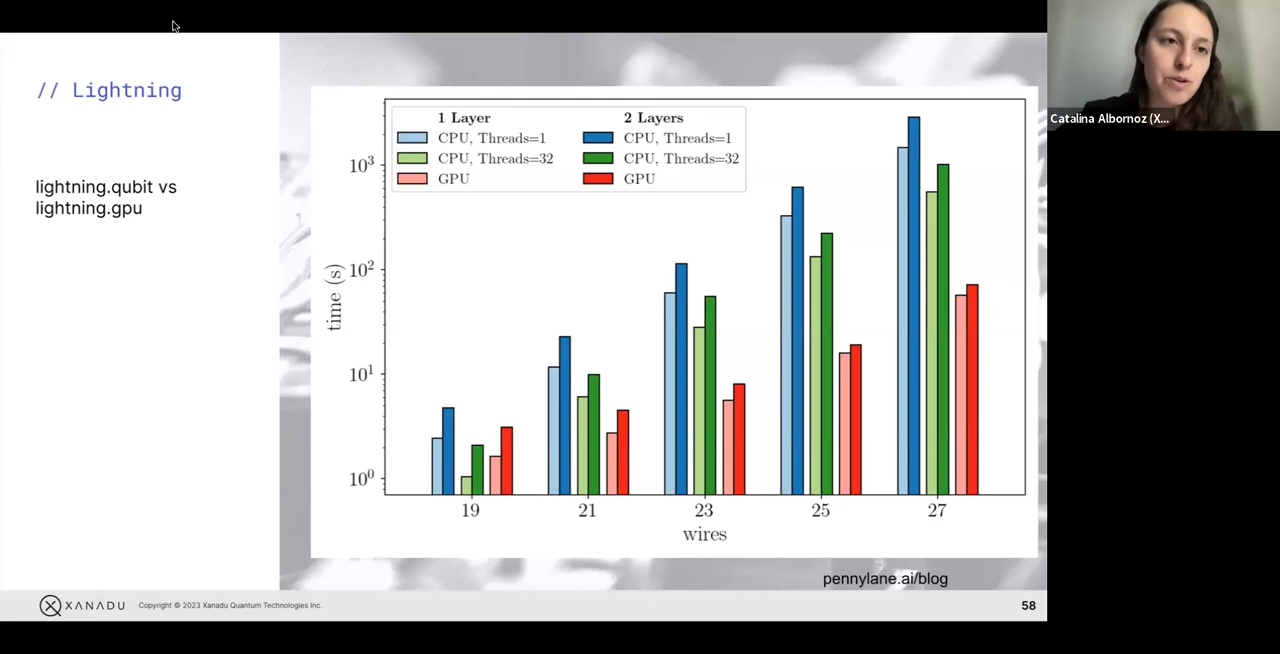 // Lightning
lightning.qubit vs
lightning.gpu
1 Layer
CPU, Threads=1
CPU, Threads=32
GPU
2 Layers
CPU, Threads=1
CPU, Threads=32
GPU
time (s)
10³
10²
10¹
10⁰
19 21 23 25 27
wires
pennylane.ai/blog
XANADU Copyright © 2023 Xanadu Quantum Technologies Inc. 58
Catalina Albornoz (X...